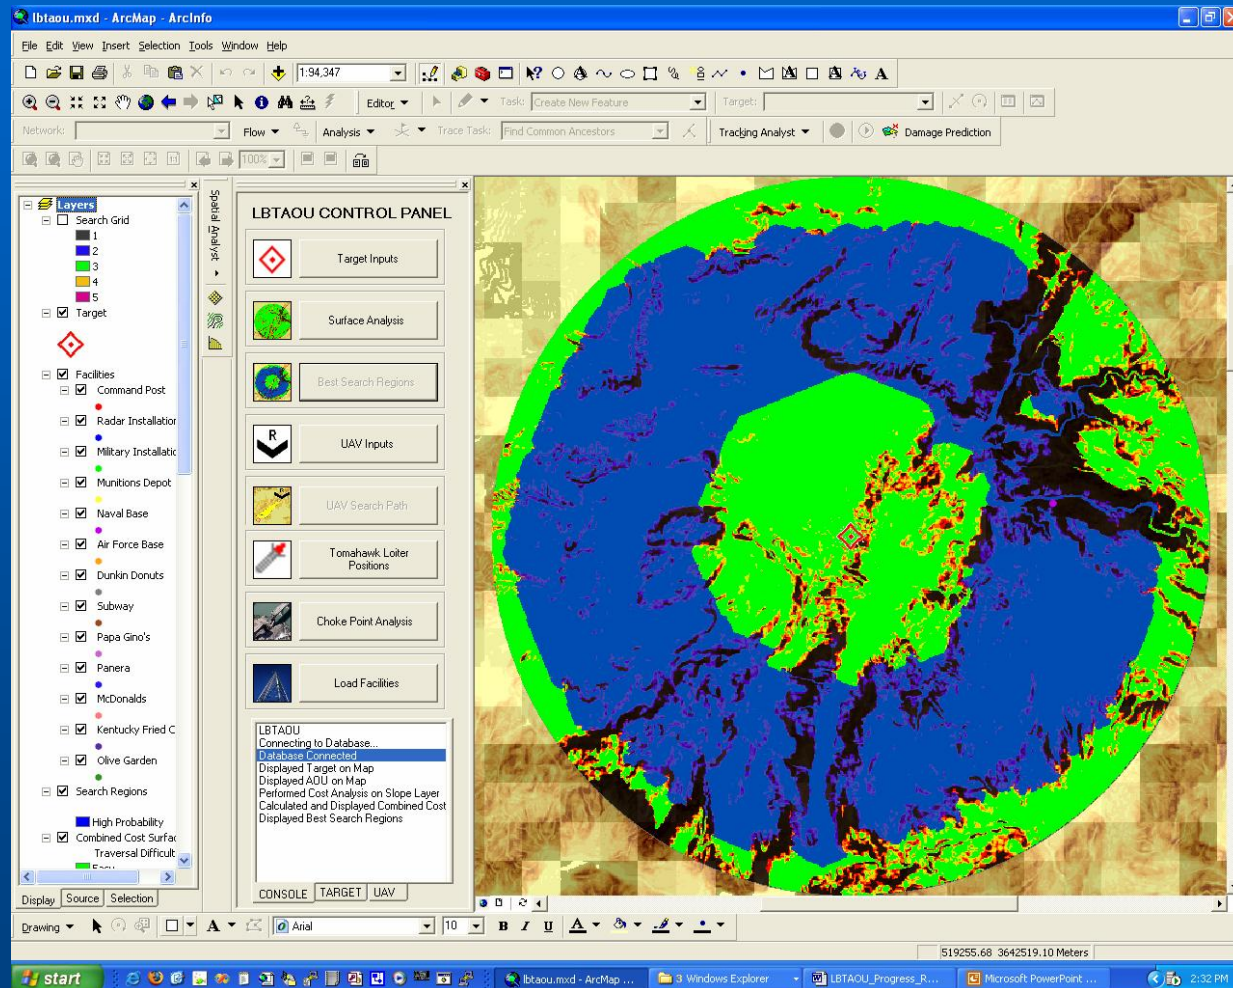 lbtaou.mxd - ArcMap - ArcInfo
File Edit View Insert Selection Tools Window Help
1:94,347
Editor Task: Create New Feature Target:
Network: Flow Analysis Trace Task: Find Common Ancestors Tracking Analyst Damage Prediction
100%
Layers
Search Grid
1
2
3
4
5
Target
Facilities
Command Post
Radar Installation
Military Installatic
Munitions Depot
Naval Base
Air Force Base
Dunkin Donuts
Subway
Papa Gino's
Panera
McDonalds
Kentucky Fried C
Olive Garden
Search Regions
High Probability
Combined Cost Surfac
Traversal Difficult
Easy
Display Source Selection
Spatial Analyst
LBTAOU CONTROL PANEL
Target Inputs
Surface Analysis
Best Search Regions
R
UAV Inputs
R
UAV Search Path
Tomahawk Loiter
Positions
Choke Point Analysis
Load Facilities
LBTAOU
Connecting to Database...
Database Connected
Displayed Target on Map
Displayed AOU on Map
Performed Cost Analysis on Slope Layer
Calculated and Displayed Combined Cost
Displayed Best Search Regions
CONSOLE TARGET UAV
Drawing A Arial 10 B I U A
519255.68 3642519.10 Meters
start lbtaou.mxd - ArcMap ... 3 Windows Explorer LBTAOU_Progress_R... Microsoft PowerPoint ... 2:32 PM